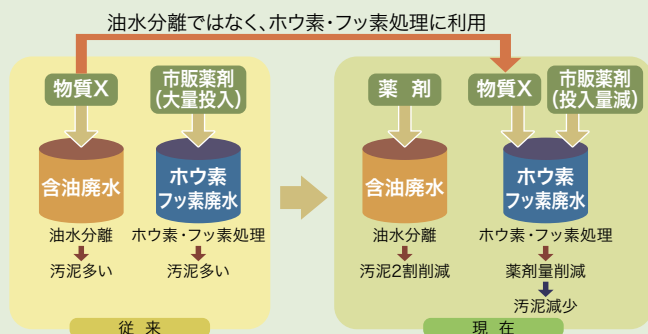 油水分離ではなく、ホウ素・フッ素処理に利用
物質X
市販薬剤
(大量投入)
含油廃水
ホウ素
フッ素廃水
油水分離
ホウ素・フッ素処理
汚泥多い
汚泥多い
従来
薬剤
物質X
市販薬剤
(投入量減)
含油廃水
ホウ素
フッ素廃水
油水分離
ホウ素・フッ素処理
汚泥2割削減
薬剤量削減
汚泥減少
現在